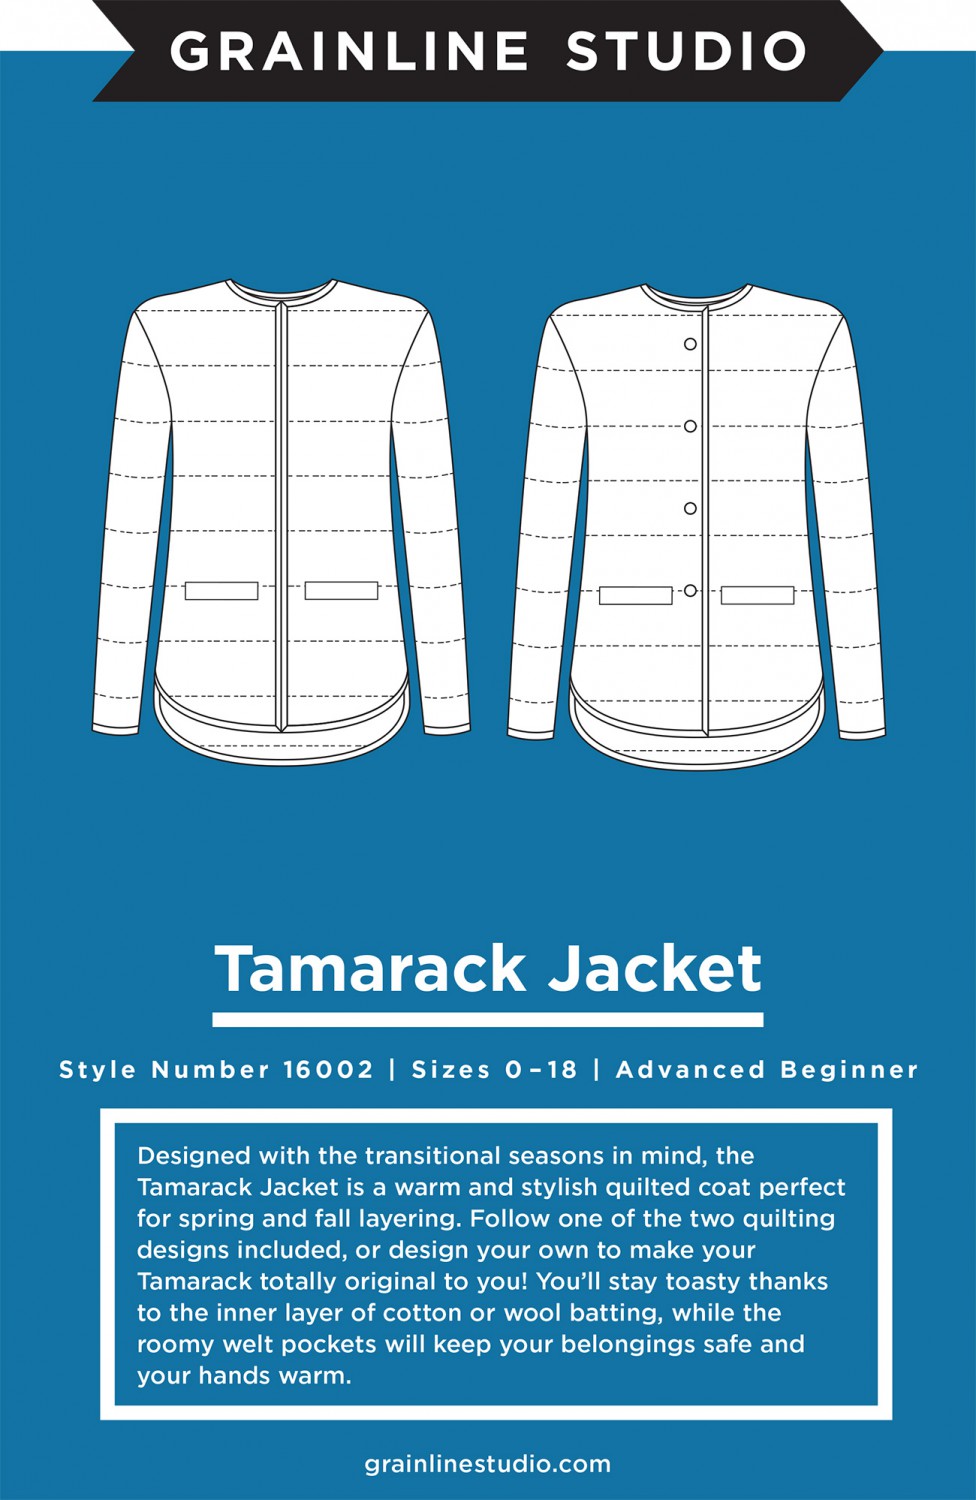 GRAINLINE STUDIO
Tamarack Jacket
Style Number 16002 | Sizes 0–18 | Advanced Beginner
Designed with the transitional seasons in mind, the
Tamarack Jacket is a warm and stylish quilted coat perfect
for spring and fall layering. Follow one of the two quilting
designs included, or design your own to make your
Tamarack totally original to you! You’ll stay toasty thanks
to the inner layer of cotton or wool batting, while the
roomy welt pockets will keep your belongings safe and
your hands warm.
grainlinestudio.com